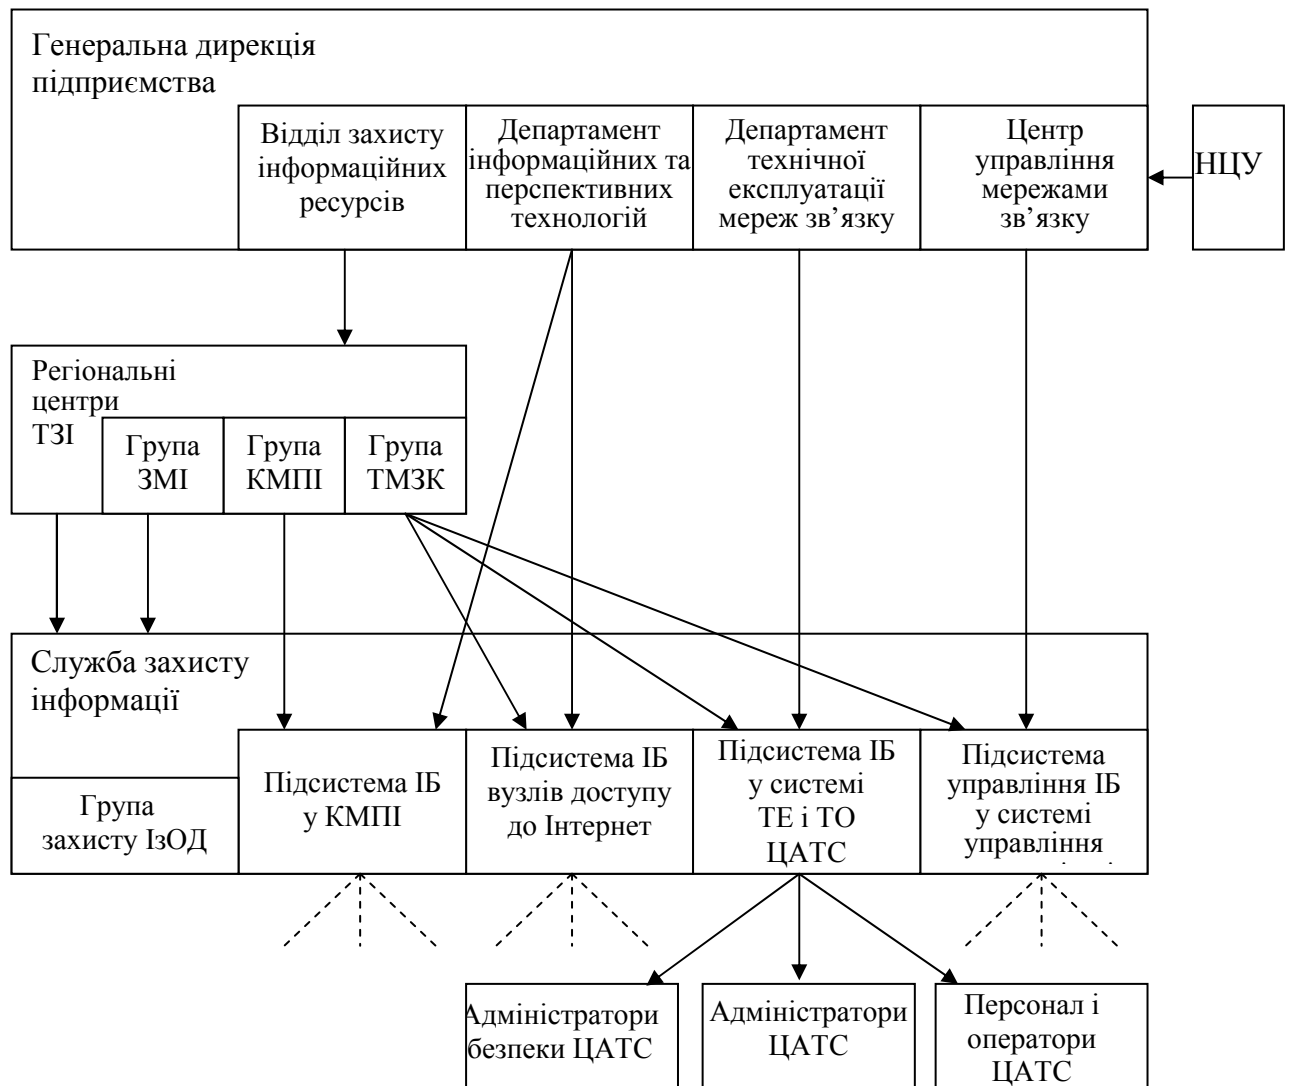 Генеральна дирекція
підприємства
Відділ захисту
інформаційних
ресурсів
Департамент
інформаційних та
перспективних
технологій
Департамент
технічної
експлуатації
мереж зв’язку
Центр
управління
мережами
зв’язку
НЦУ
Регіональні
центри
ТЗІ
Група
ЗМІ
Група
КМПІ
Група
ТМЗК
Служба захисту
інформації
Група
захисту ІзОД
Підсистема ІБ
у КМПІ
Підсистема ІБ
вузлів доступу
до Інтернет
Підсистема ІБ
у системі
ТЕ і ТО
ЦАТС
Підсистема
управління ІБ
у системі
управління
Адміністратори
безпеки ЦАТС
Адміністратори
ЦАТС
Персонал і
оператори
ЦАТС